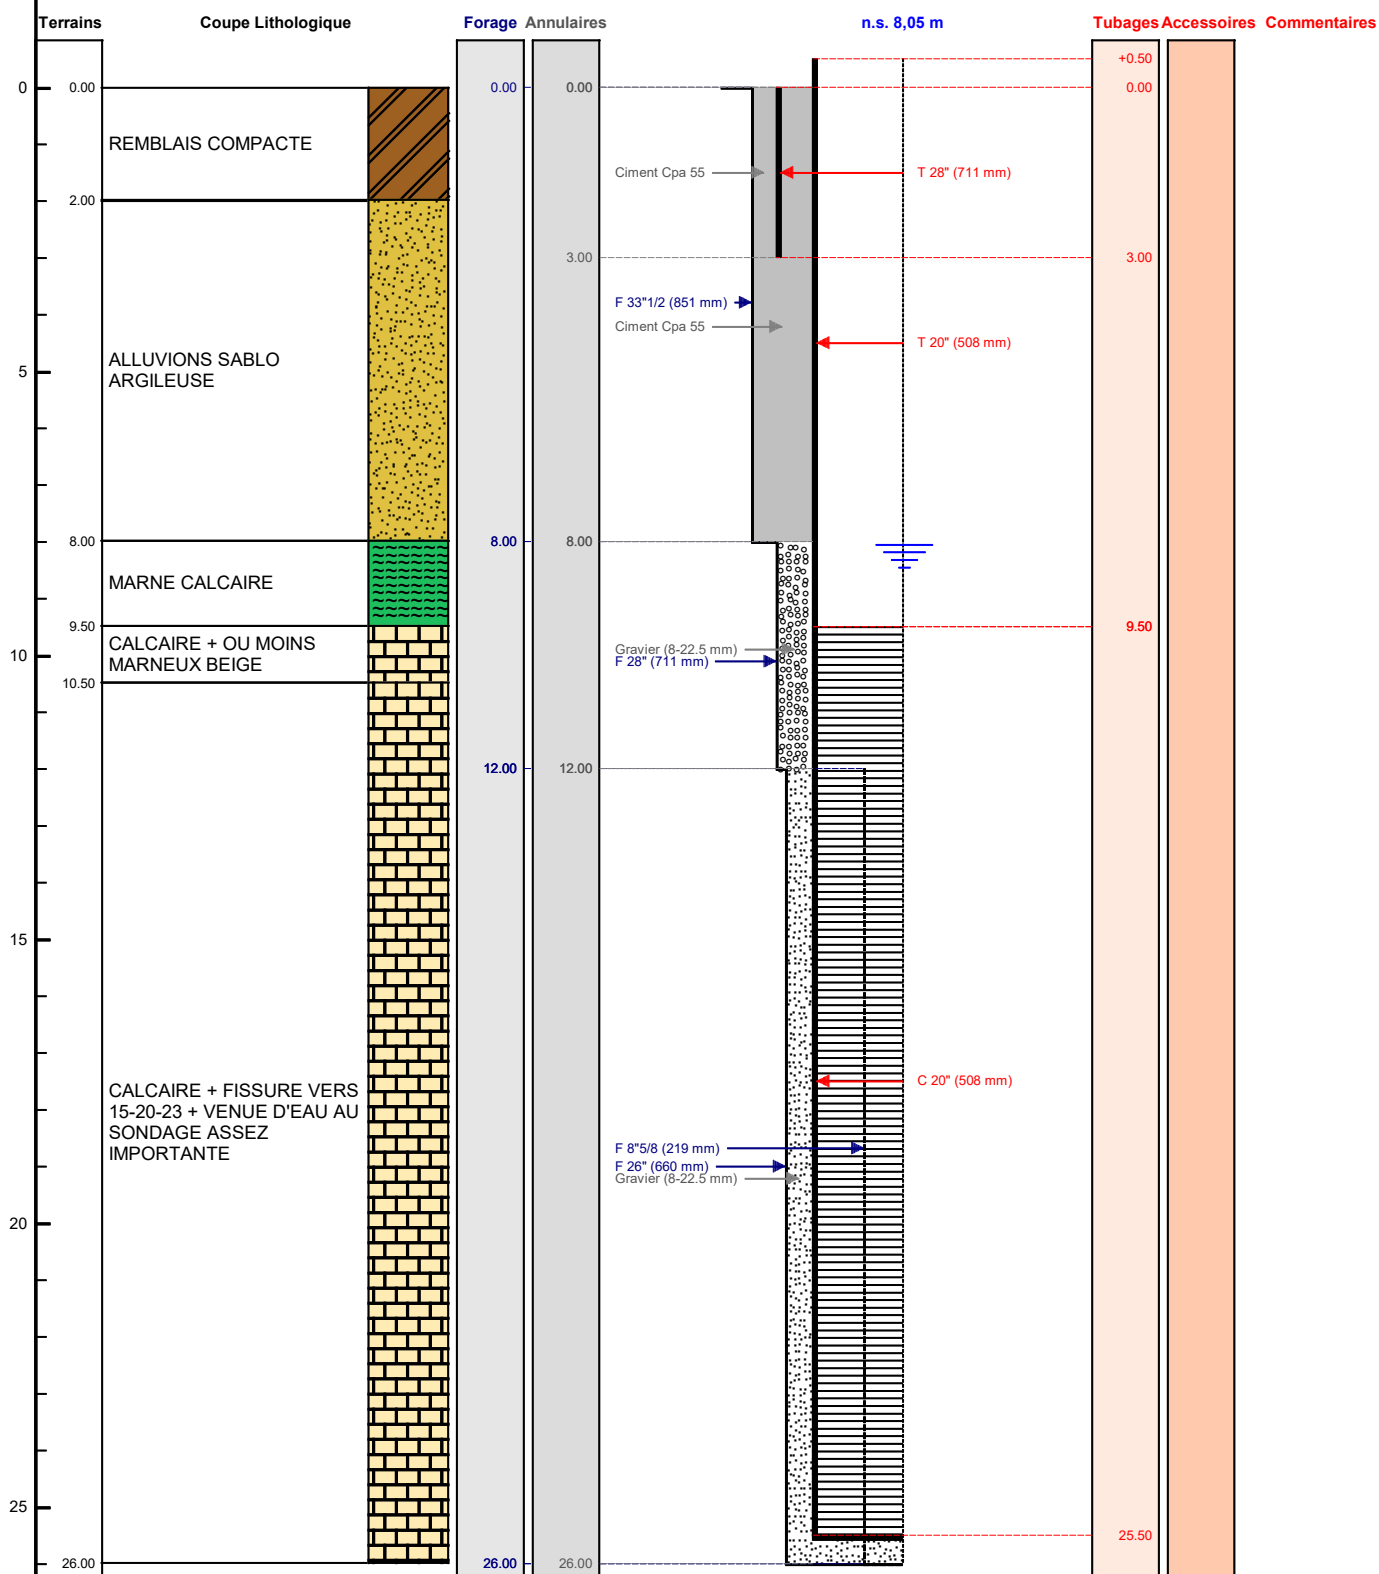 Terrains Coupe Lithologique Forage Annulaires n.s. 8,05 m Tubages Accessoires Commentaires
+0.50
0 0.00 0.00 0.00 0.00
REMBLAIS COMPACTE
Ciment Cpa 55 T 28" (711 mm)
2.00
3.00 3.00
F 33"1/2 (851 mm)
Ciment Cpa 55
T 20" (508 mm)
ALLUVIONS SABLO
ARGILEUSE
5
8.00 8.00 8.00
MARNE CALCAIRE
9.50 9.50
CALCAIRE + OU MOINS
MARNEUX BEIGE
Gravier (8-22.5 mm)
F 28" (711 mm)
10
10.50
12.00 12.00
15
C 20" (508 mm)
CALCAIRE + FISSURE VERS
15-20-23 + VENUE D'EAU AU
SONDAGE ASSEZ
IMPORTANTE
F 8"5/8 (219 mm)
F 26" (660 mm)
Gravier (8-22.5 mm)
20
25
25.50
26.00 26.00 26.00